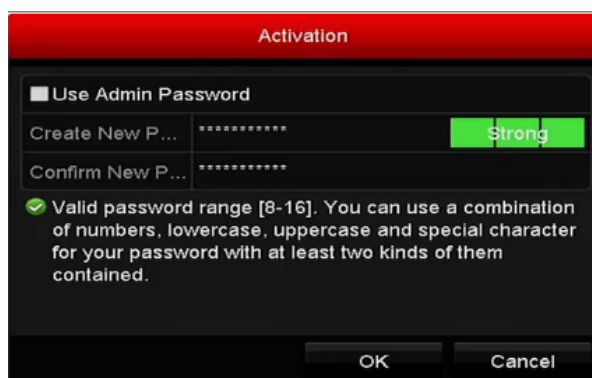 Activation
Use Admin Password
Create New P... *********** Strong
Confirm New P... ***********
Valid password range [8-16]. You can use a combination
of numbers, lowercase, uppercase and special character
for your password with at least two kinds of them
contained.
OK Cancel